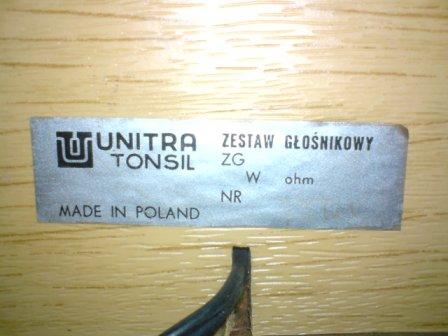 UNITRA
TONSIL
ZESTAW GŁOŚNIKOWY
ZG
W ohm
NR
MADE IN POLAND